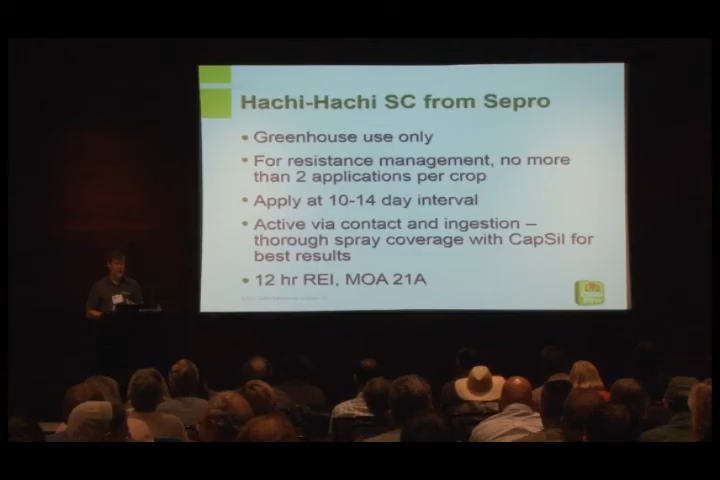 Hachi-Hachi SC from Sepro
• Greenhouse use only
• For resistance management, no more
than 2 applications per crop
• Apply at 10-14 day interval
• Active via contact and ingestion –
thorough spray coverage with CapSil for
best results
• 12 hr REI, MOA 21A